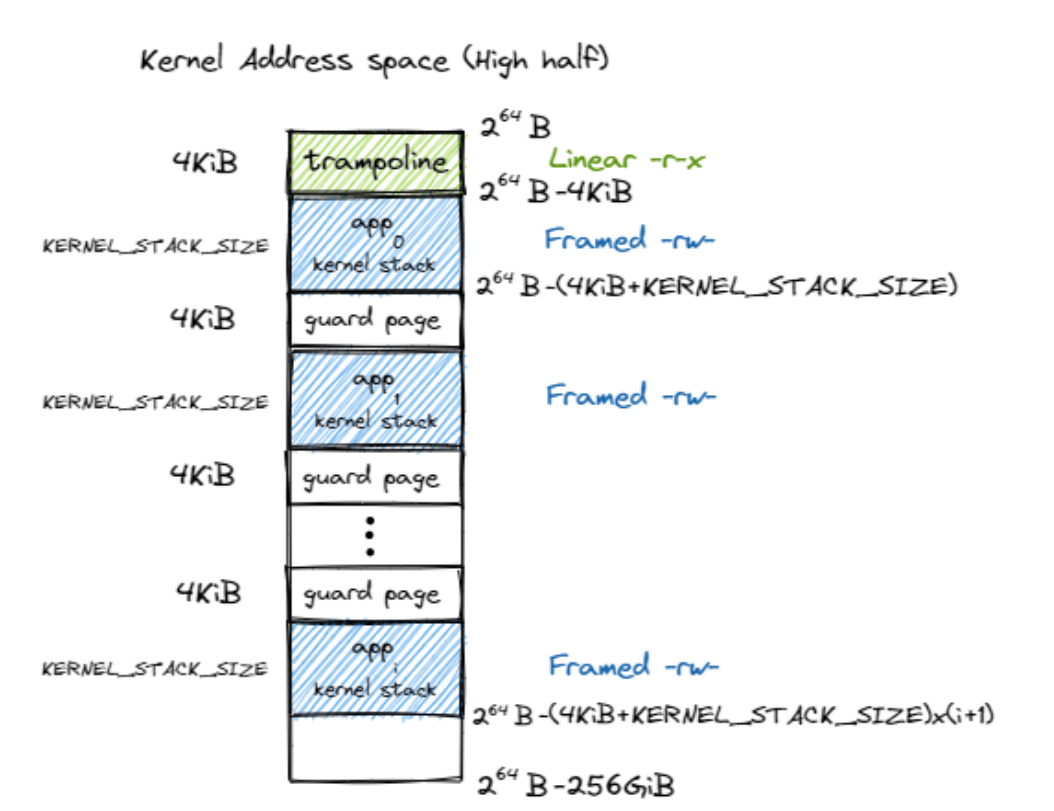 Kernel Address space (High half)
2^64 B
4KiB trampoline Linear -r-x
2^64 B-4KiB
KERNEL_STACK_SIZE app_0 kernel stack Framed -rw-
2^64 B-(4KiB+KERNEL_STACK_SIZE)
4KiB guard page
KERNEL_STACK_SIZE app_1 kernel stack Framed -rw-
4KiB guard page
4KiB guard page
KERNEL_STACK_SIZE app_i kernel stack Framed -rw-
2^64 B-(4KiB+KERNEL_STACK_SIZE)x(i+1)
2^64 B-256GiB